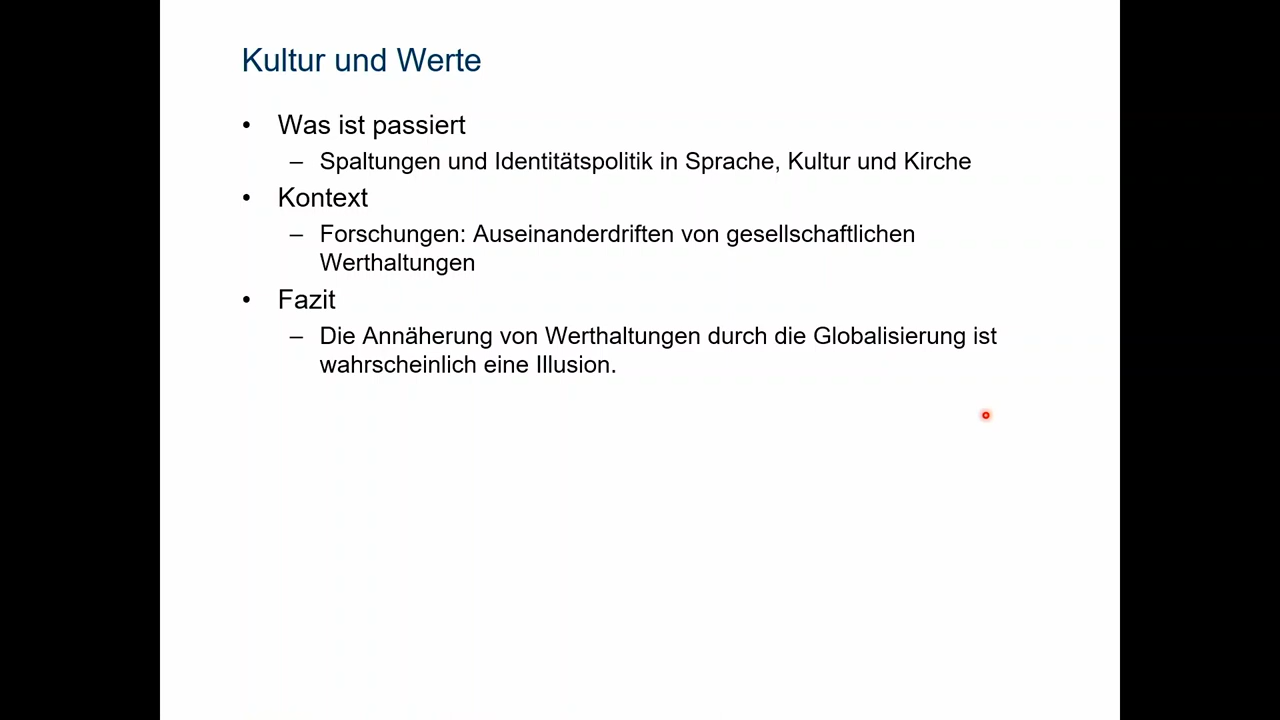 Kultur und Werte
• Was ist passiert
– Spaltungen und Identitätspolitik in Sprache, Kultur und Kirche
• Kontext
– Forschungen: Auseinanderdriften von gesellschaftlichen
Werthaltungen
• Fazit
– Die Annäherung von Werthaltungen durch die Globalisierung ist
wahrscheinlich eine Illusion.